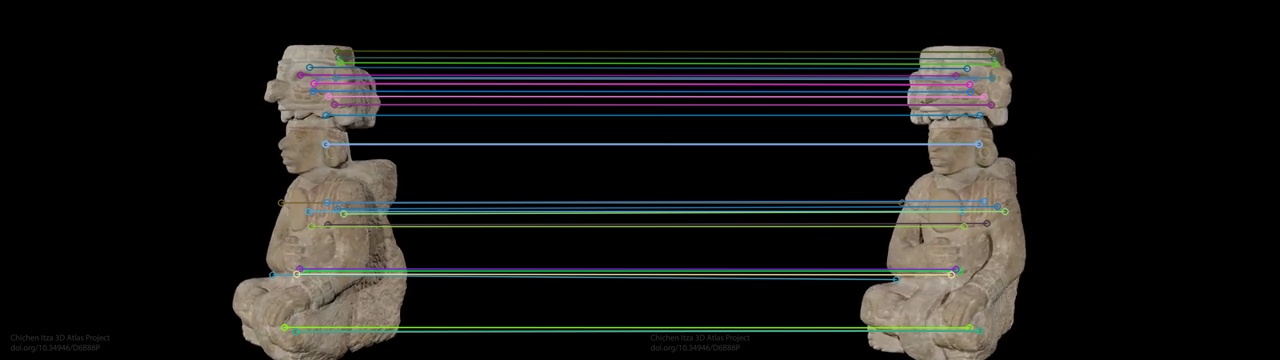 Chichen Itza 3D Atlas Project
doi.org/10.34946/D6B88P
Chichen Itza 3D Atlas Project
doi.org/10.34946/D6B88P